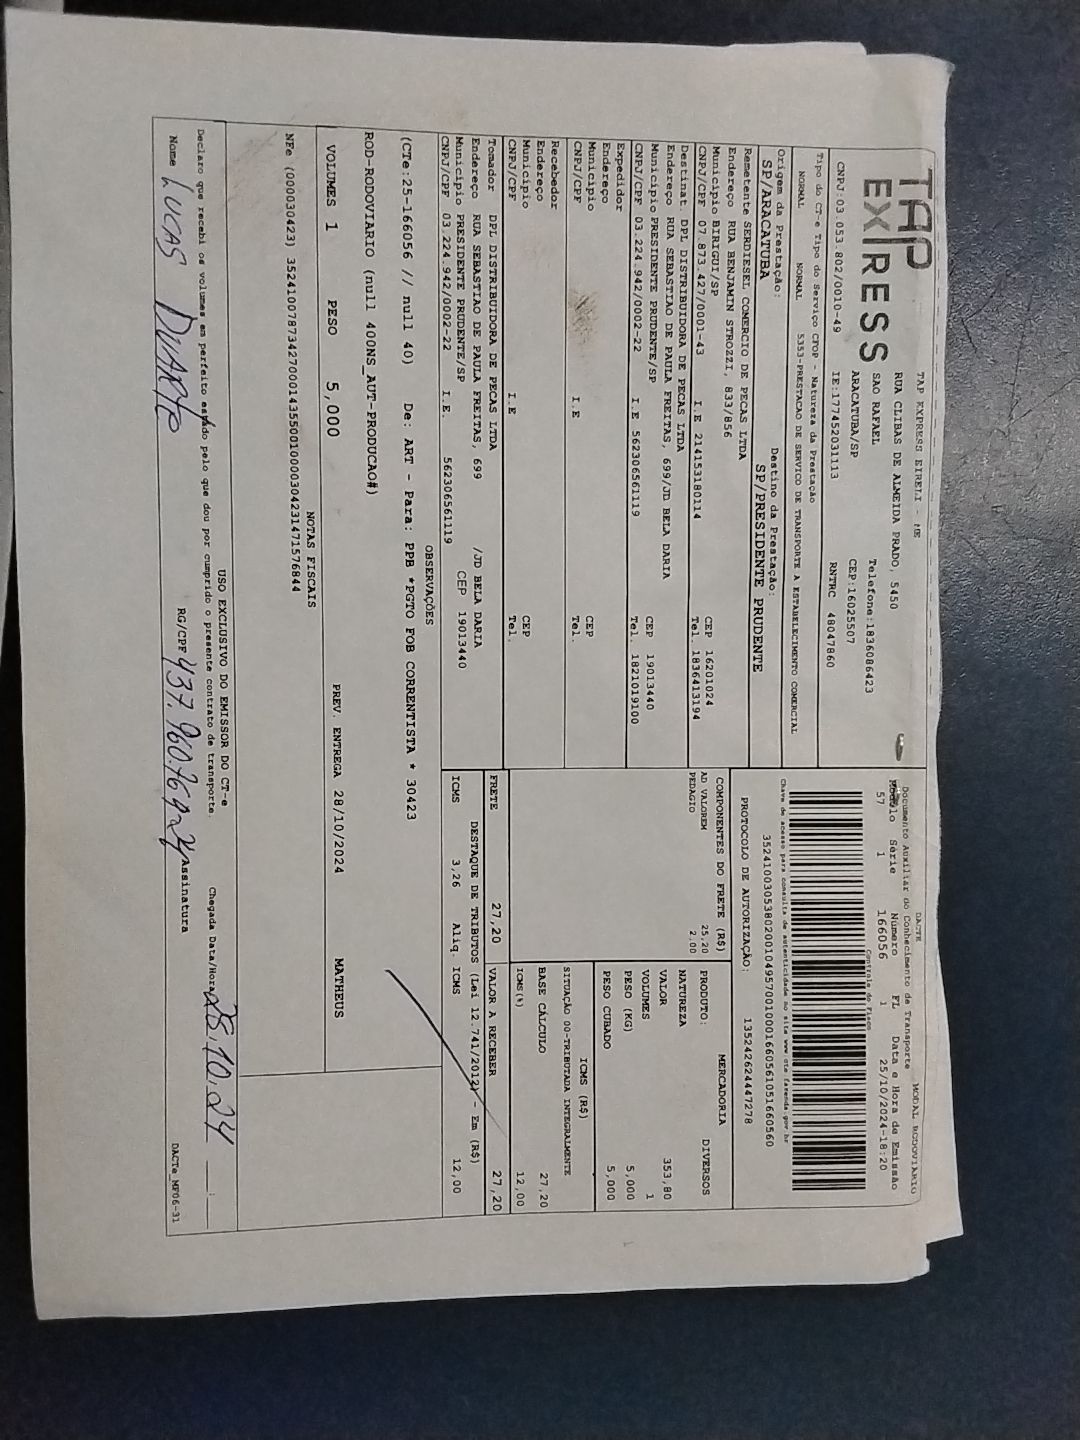 TAP
EXPRESS
TAP EXPRESS EIRELI - ME
RUA CLIBAS DE ALMEIDA PRADO, 5450
SAO RAFAEL
Telefone:1836086423
ARACATUBA/SP
CEP:16025507
CNPJ:03.053.802/0010-49
IE:177452031113
RNTRC 48047860
DACTE
MODAL RODOVIÁRIO
Documento Auxiliar do Conhecimento de Transporte
Modelo Série Número FL Data e Hora de Emissão
57 1 166056 1 25/10/2024-18:20
Controle do Fisco
Chave de acesso para consulta de autenticidade no site www.cte.fazenda.gov.br
35241003053802001049570010001660561051660560
PROTOCOLO DE AUTORIZAÇÃO: 135242624447278
Tipo do CT-e Tipo do Serviço CFOP - Natureza da Prestação
NORMAL NORMAL 5353-PRESTACAO DE SERVICO DE TRANSPORTE A ESTABELECIMENTO COMERCIAL
Origem da Prestação: Destino da Prestação:
SP/ARACATUBA SP/PRESIDENTE PRUDENTE
Remetente SERDIESEL COMERCIO DE PECAS LTDA
Endereço RUA BENJAMIN STROZZI, 833/856
Município BIRIGUI/SP CEP 16201024
CNPJ/CPF 07.873.427/0001-43 I.E 214153180114 Tel. 1836413194
Destinat DPL DISTRIBUIDORA DE PECAS LTDA
Endereço RUA SEBASTIAO DE PAULA FREITAS, 699/JD BELA DARIA
Município PRESIDENTE PRUDENTE/SP CEP 19013440
CNPJ/CPF 03.224.942/0002-22 I.E 562306561119 Tel. 1821019100
Expedidor
Endereço
Município CEP
CNPJ/CPF I.E Tel.
Recebedor
Endereço
Município CEP
CNPJ/CPF I.E Tel.
Tomador DPL DISTRIBUIDORA DE PECAS LTDA
Endereço RUA SEBASTIAO DE PAULA FREITAS, 699 /JD BELA DARIA
Município PRESIDENTE PRUDENTE/SP CEP 19013440
CNPJ/CPF 03.224.942/0002-22 I.E. 562306561119
COMPONENTES DO FRETE (R$)
AD VALOREM 25,20
PEDAGIO 2,00
MERCADORIA
PRODUTO: DIVERSOS
NATUREZA
VALOR 353,80
VOLUMES 1
PESO (KG) 5,000
PESO CUBADO 5,000
ICMS (R$)
SITUAÇÃO 00-TRIBUTADA INTEGRALMENTE
BASE CÁLCULO 27,20
ICMS(%) 12,00
FRETE 27,20 VALOR A RECEBER 27,20
DESTAQUE DE TRIBUTOS (Lei 12.741/2012) - Em (R$)
ICMS 3,26 Aliq. ICMS 12,00
OBSERVAÇÕES
(CTe:25-166056 // null 40) De: ART - Para: PPB *PGTO FOB CORRENTISTA * 30423
ROD-RODOVIARIO (null 400NS_AUT-PRODUCAO#)
VOLUMES 1 PESO 5,000 PREV. ENTREGA 28/10/2024 MATHEUS
NOTAS FISCAIS
NFe (000030423) 35241007873427000143550010000304231471576844
USO EXCLUSIVO DO EMISSOR DO CT-e
Declaro que recebi os volumes em perfeito estado pelo que dou por cumprido o presente contrato de transporte. Chegada Data/Hora 28.10.24 :
Nome Lucas Duarte RG/CPF 437.960.769-24 Assinatura
DACTe_MF06-31